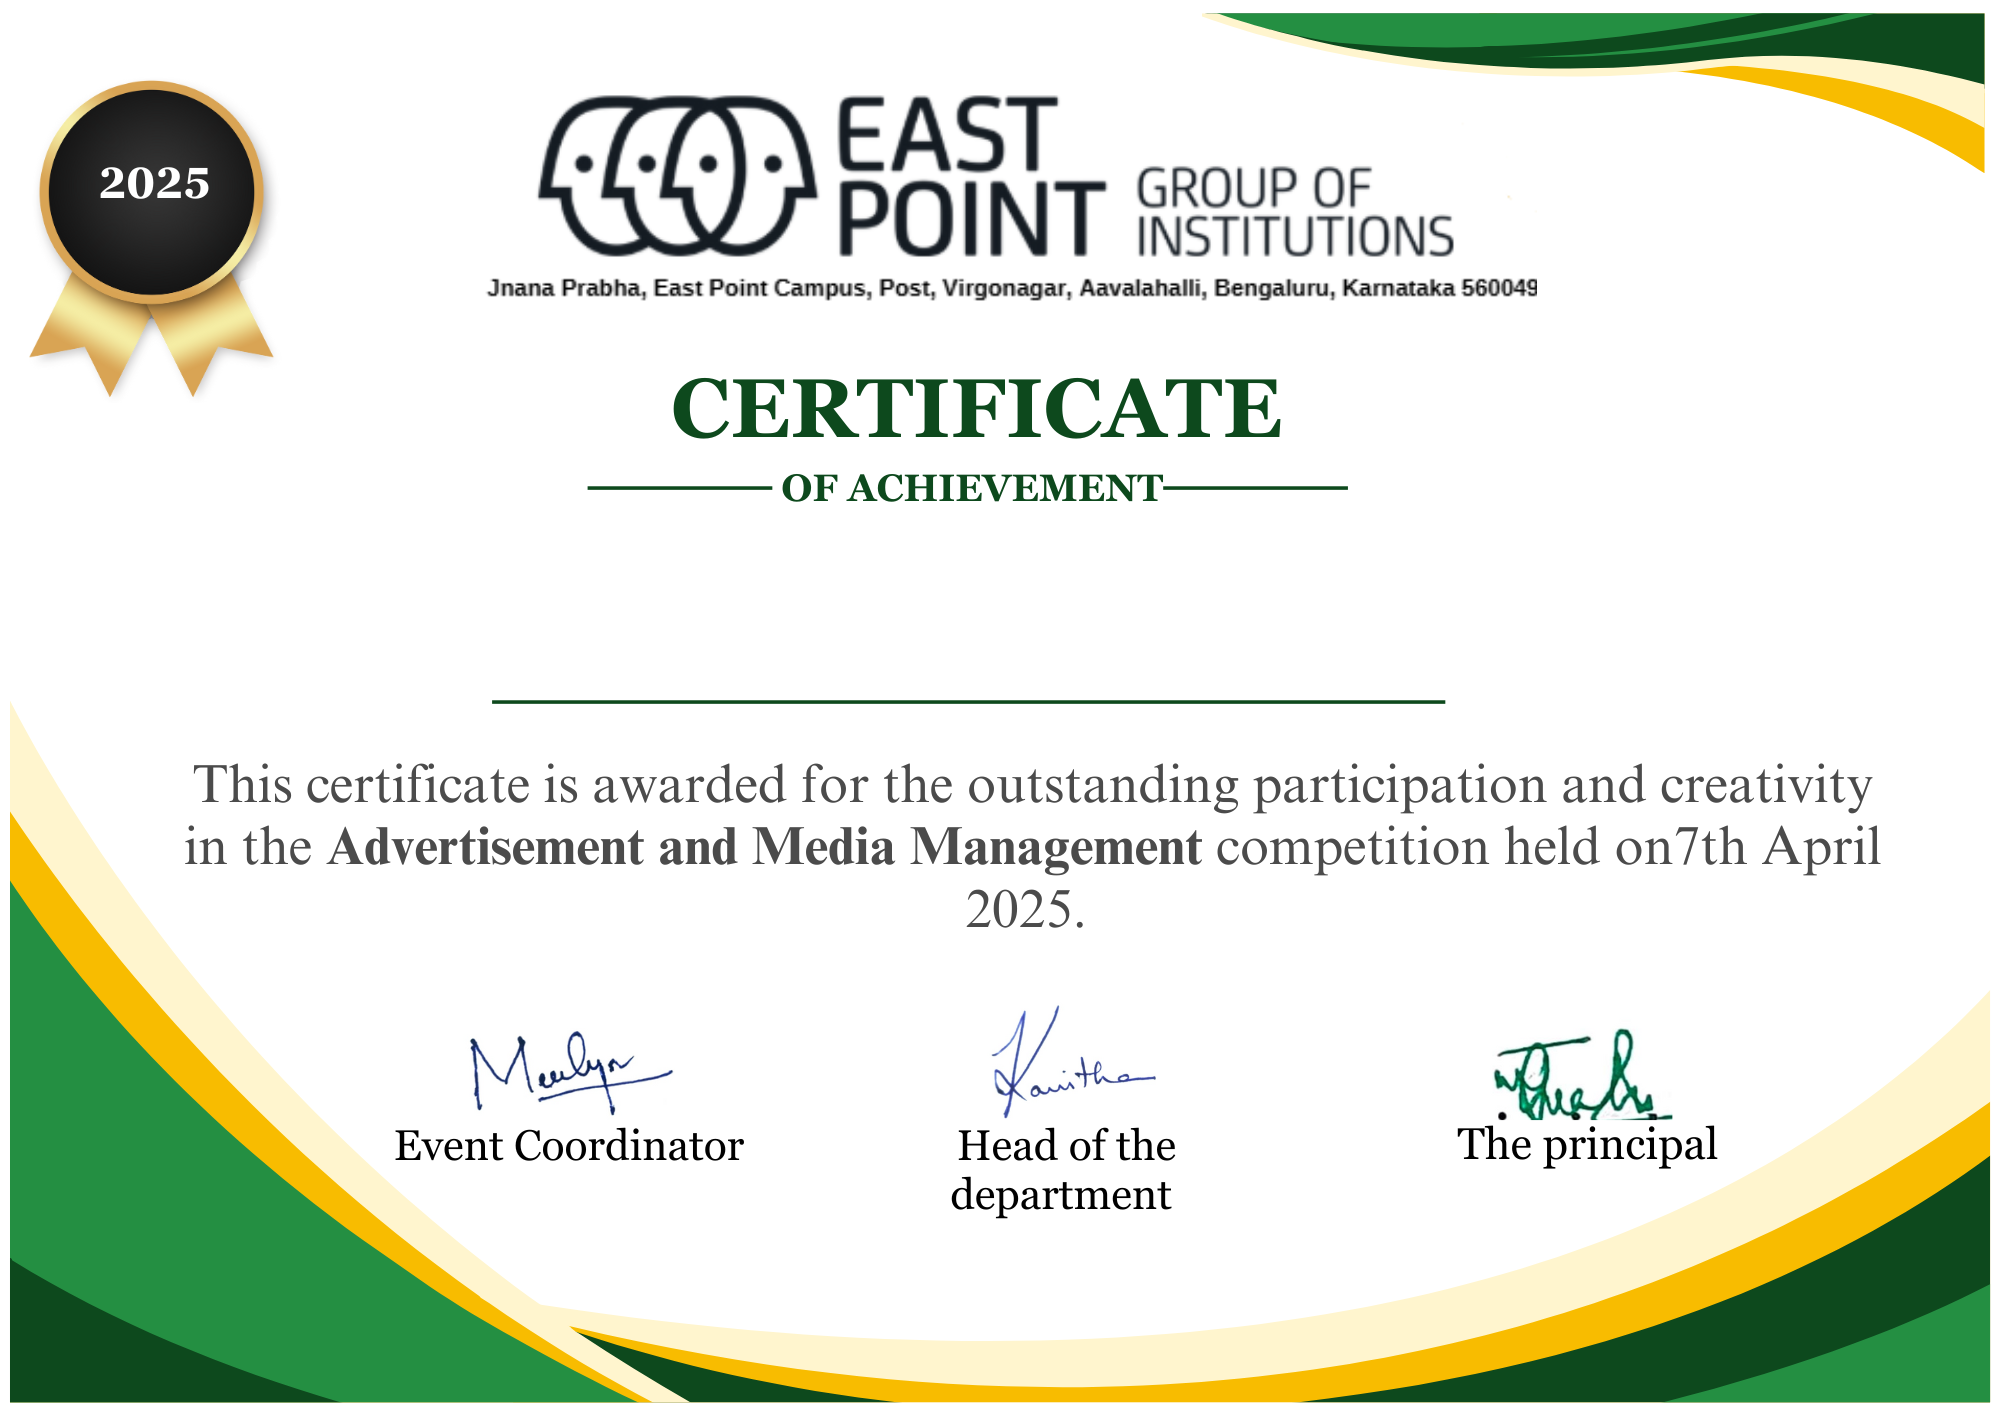 2025
EAST
POINT
GROUP OF
INSTITUTIONS
Jnana Prabha, East Point Campus, Post, Virgonagar, Aavalahalli, Bengaluru, Karnataka 560049
CERTIFICATE
OF ACHIEVEMENT
This certificate is awarded for the outstanding participation and creativity
in the Advertisement and Media Management competition held on7th April
2025.
Kavitha
Event Coordinator
Head of the
department
The principal